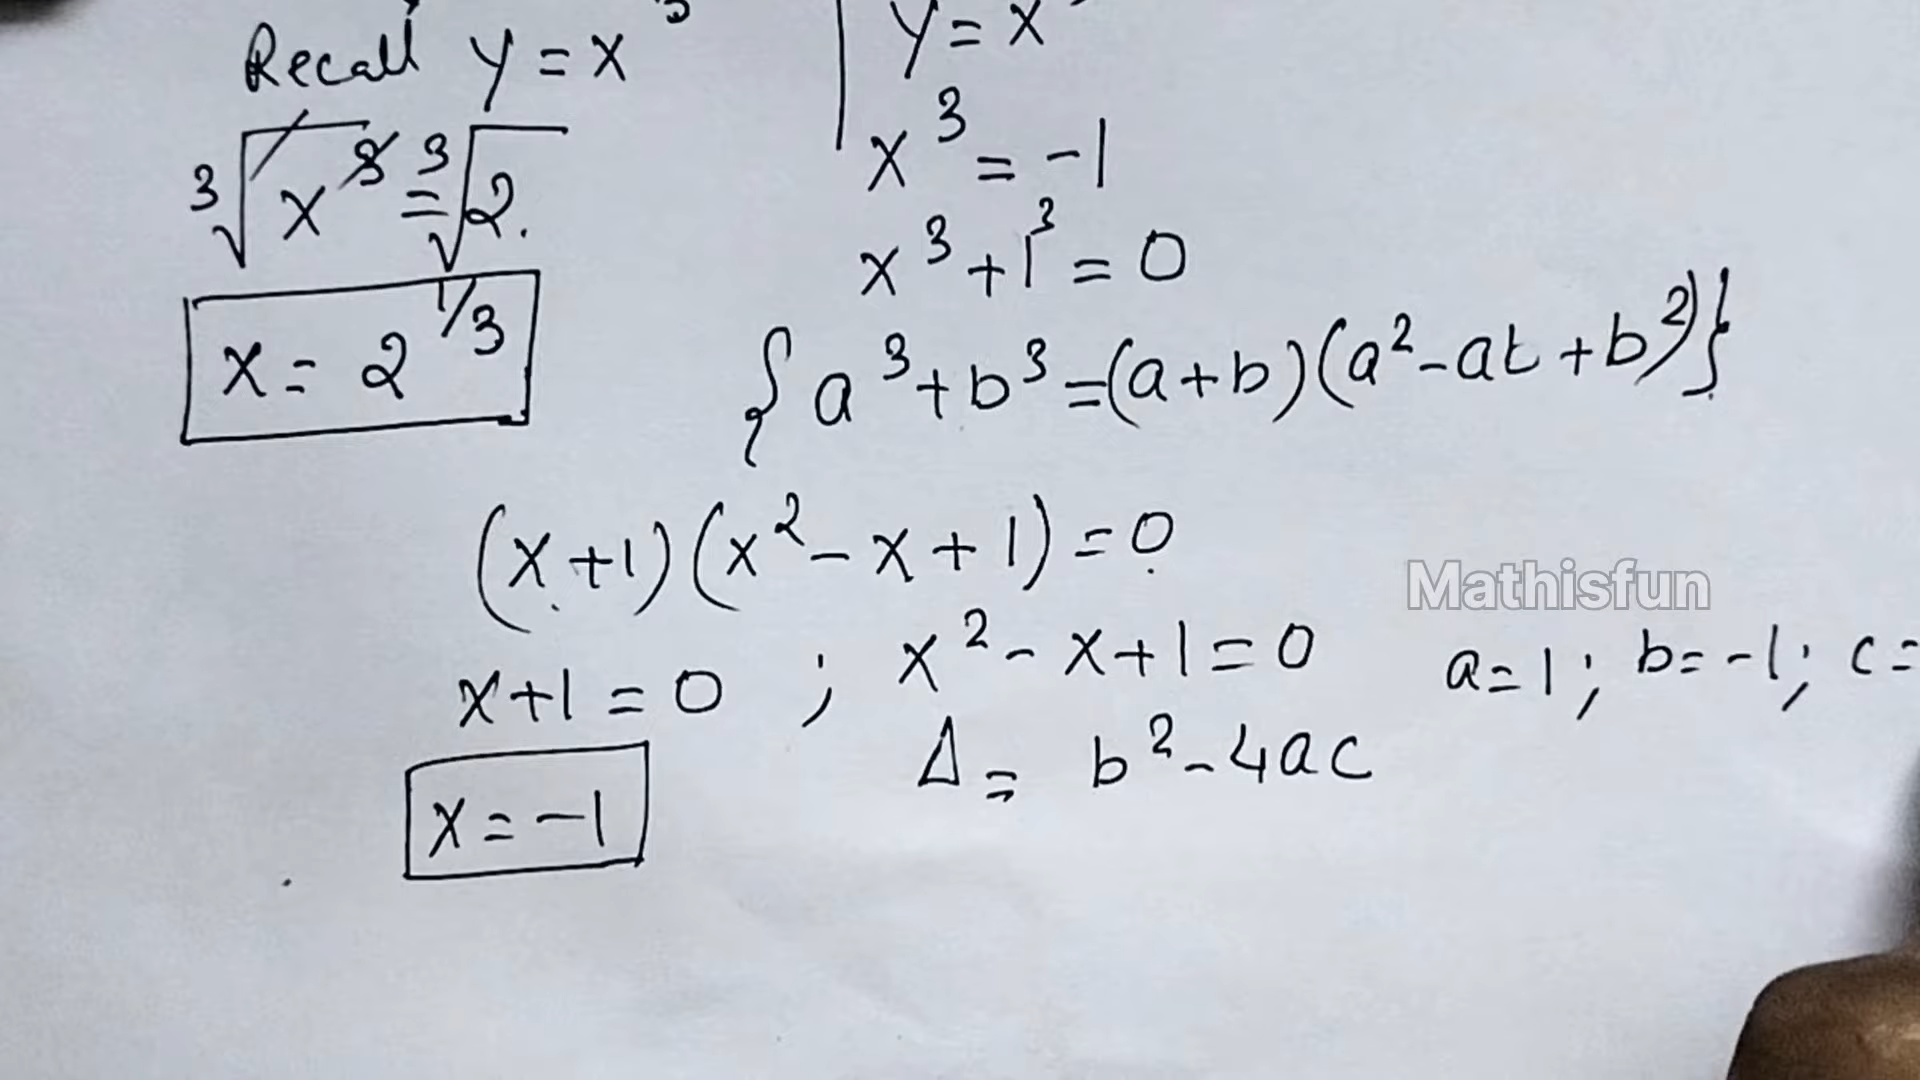 Recall y = x³
y = x
∛x³ = ∛2.
x = 2^1/3
x³ = -1
x³ + 1³ = 0
{a³ + b³ = (a + b)(a² - ab + b²)}
(x + 1)(x² - x + 1) = 0
x + 1 = 0 ; x² - x + 1 = 0 a = 1 ; b = -1 ; c =
x = -1
Δ = b² - 4ac
Mathisfun